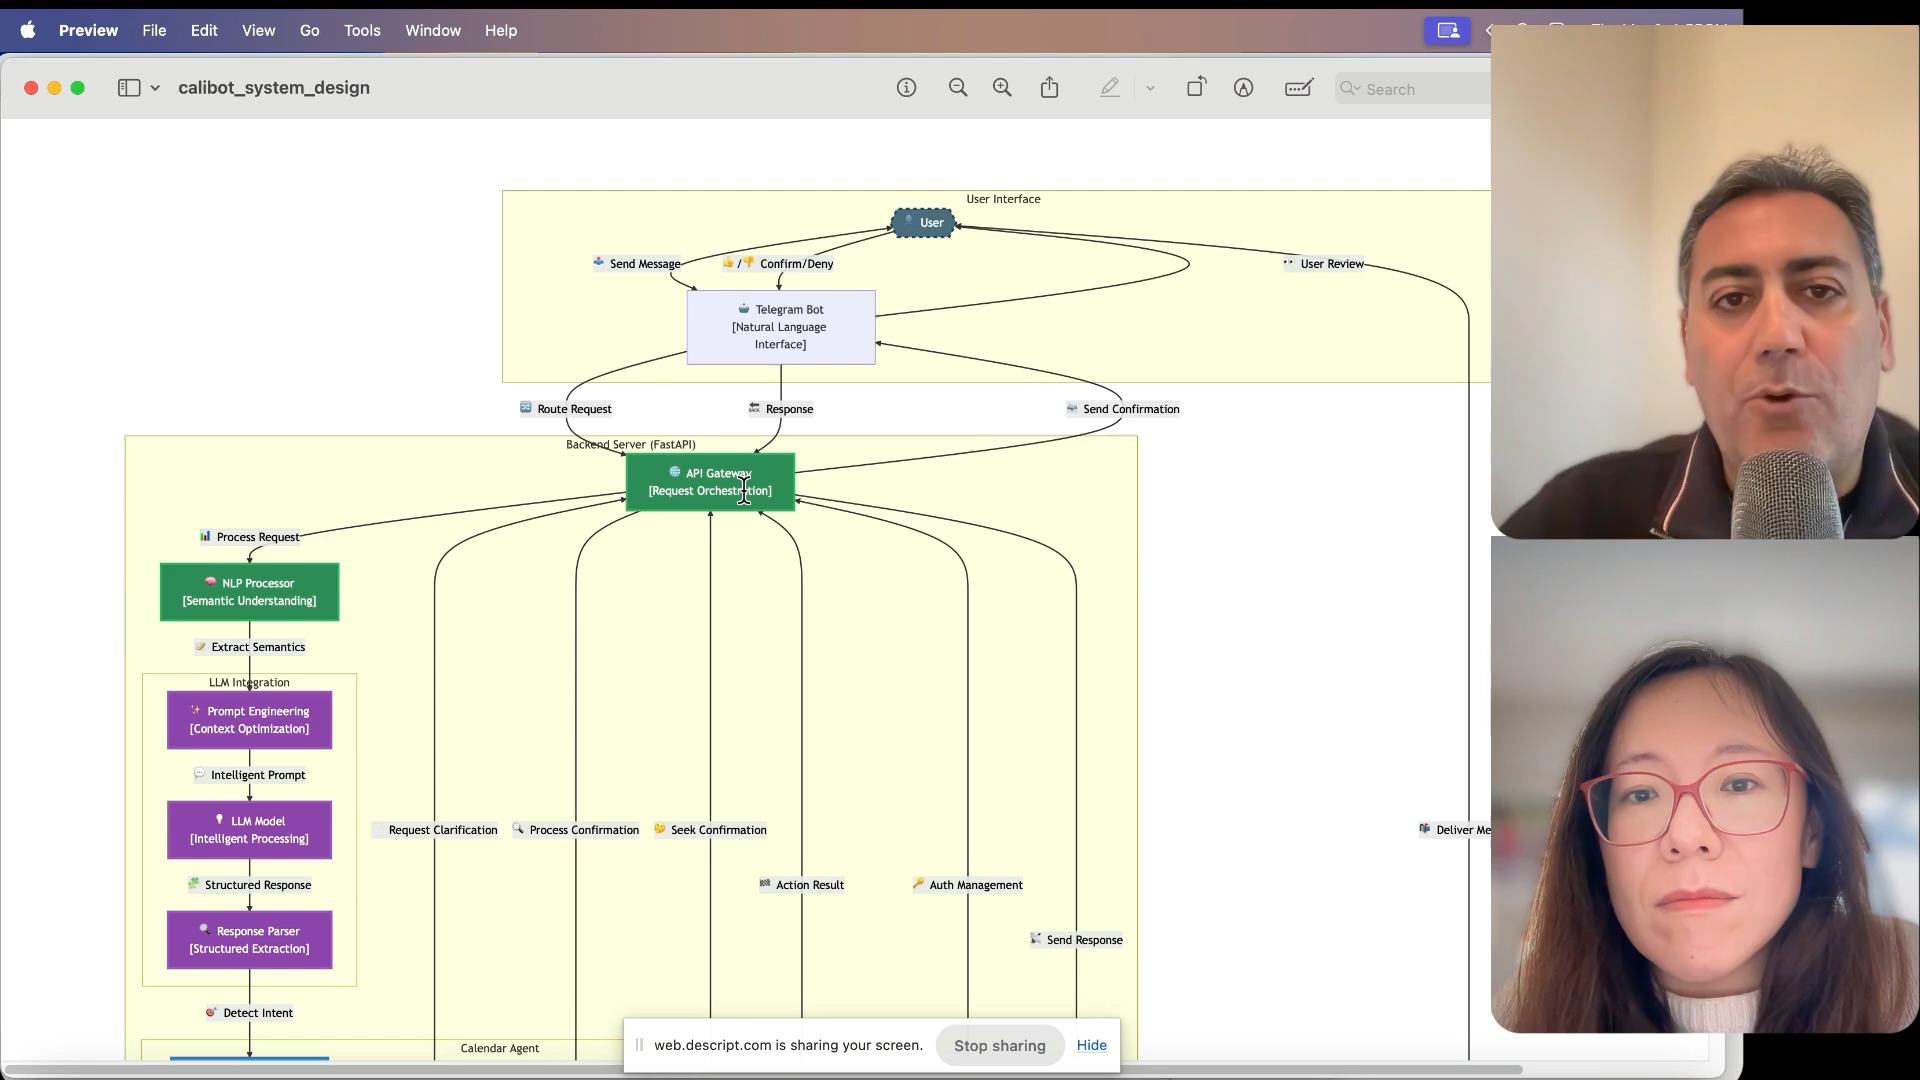 Preview File Edit View Go Tools Window Help
calibot_system_design
Search
User Interface
User
Send Message
/ Confirm/Deny
User Review
Telegram Bot
[Natural Language
Interface]
Route Request
Response
Send Confirmation
Backend Server (FastAPI)
API Gateway
[Request Orchestration]
Process Request
NLP Processor
[Semantic Understanding]
Extract Semantics
LLM Integration
Prompt Engineering
[Context Optimization]
Intelligent Prompt
LLM Model
[Intelligent Processing]
Request Clarification
Process Confirmation
Seek Confirmation
Deliver Me
Structured Response
Action Result
Auth Management
Response Parser
[Structured Extraction]
Send Response
Detect Intent
Calendar Agent
web.descript.com is sharing your screen.
Stop sharing
Hide